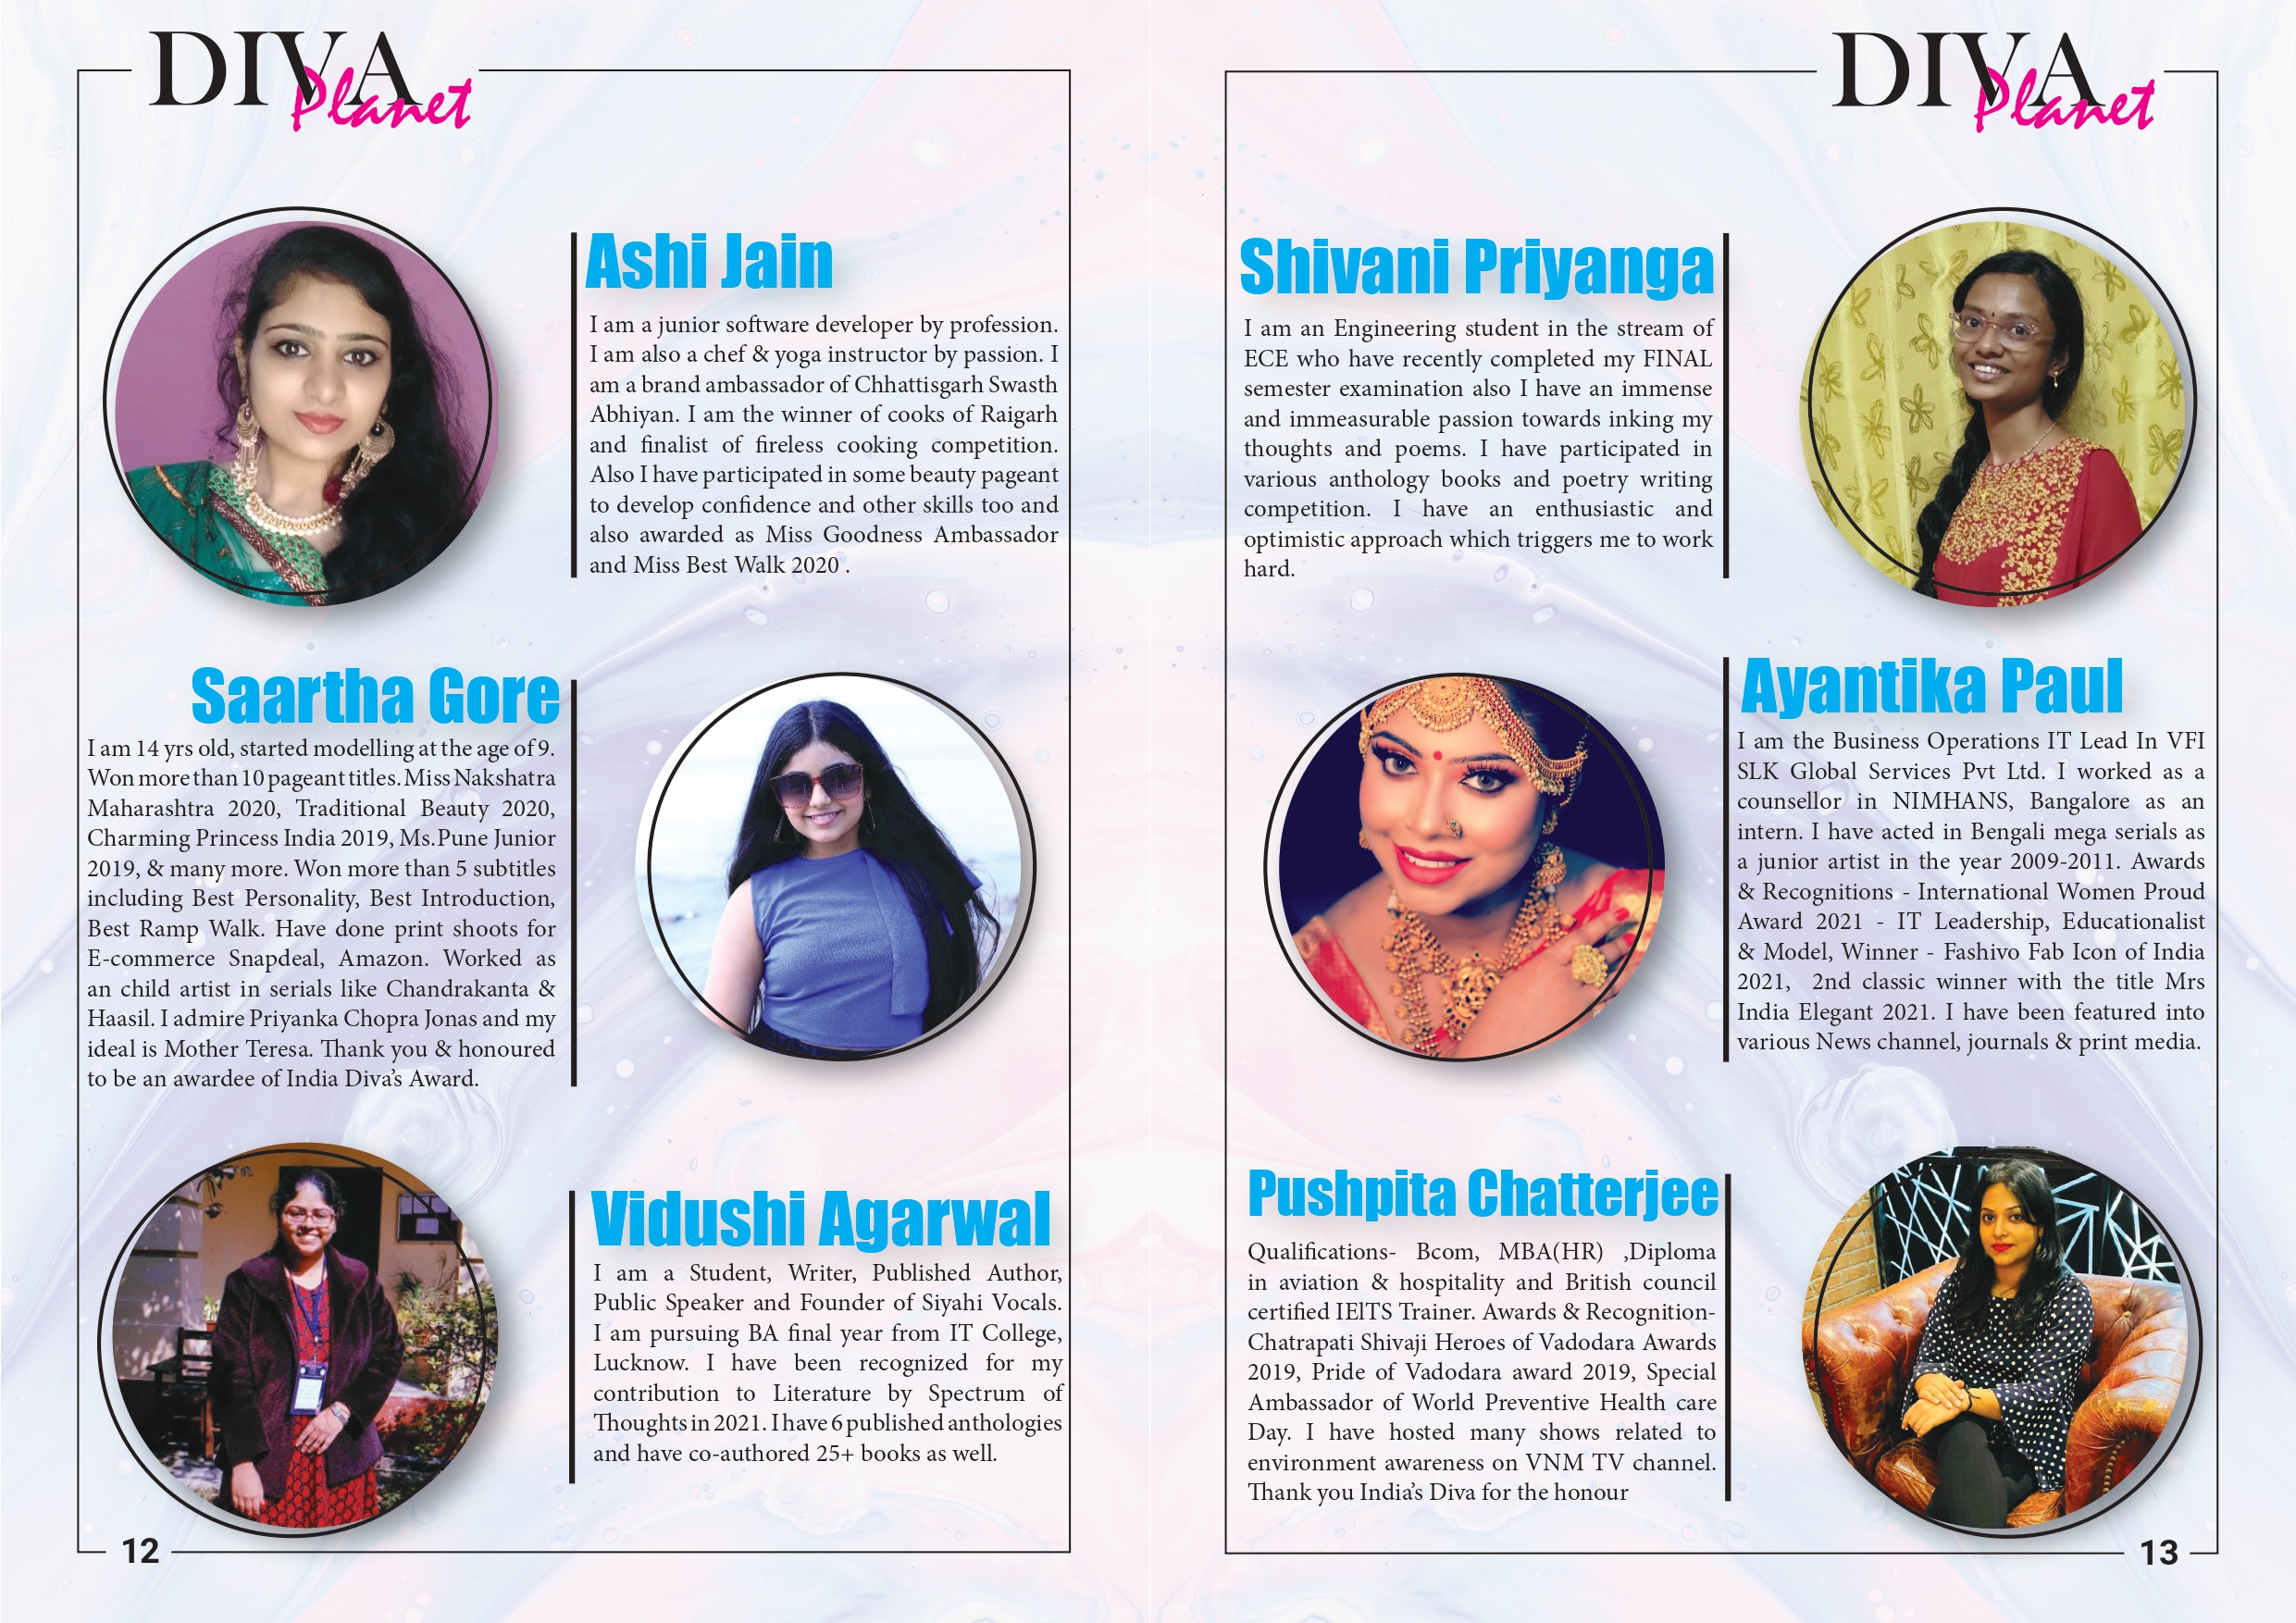 DIVA
Planet
Ashi Jain
I am a junior software developer by profession.
I am also a chef & yoga instructor by passion. I
am a brand ambassador of Chhattisgarh Swasth
Abhiyan. I am the winner of cooks of Raigarh
and finalist of fireless cooking competition.
Also I have participated in some beauty pageant
to develop confidence and other skills too and
also awarded as Miss Goodness Ambassador
and Miss Best Walk 2020 .
Saartha Gore
I am 14 yrs old, started modelling at the age of 9.
Won more than 10 pageant titles. Miss Nakshatra
Maharashtra 2020, Traditional Beauty 2020,
Charming Princess India 2019, Ms.Pune Junior
2019, & many more. Won more than 5 subtitles
including Best Personality, Best Introduction,
Best Ramp Walk. Have done print shoots for
E-commerce Snapdeal, Amazon. Worked as
an child artist in serials like Chandrakanta &
Haasil. I admire Priyanka Chopra Jonas and my
ideal is Mother Teresa. Thank you & honoured
to be an awardee of India Diva's Award.
Vidushi Agarwal
I am a Student, Writer, Published Author,
Public Speaker and Founder of Siyahi Vocals.
I am pursuing BA final year from IT College,
Lucknow. I have been recognized for my
contribution to Literature by Spectrum of
Thoughts in 2021. I have 6 published anthologies
and have co-authored 25+ books as well.
12
DIVA
Planet
Shivani Priyanga
I am an Engineering student in the stream of
ECE who have recently completed my FINAL
semester examination also I have an immense
and immeasurable passion towards inking my
thoughts and poems. I have participated in
various anthology books and poetry writing
competition. I have an enthusiastic and
optimistic approach which triggers me to work
hard.
Ayantika Paul
I am the Business Operations IT Lead In VFI
SLK Global Services Pvt Ltd. I worked as a
counsellor in NIMHANS, Bangalore as an
intern. I have acted in Bengali mega serials as
a junior artist in the year 2009-2011. Awards
& Recognitions - International Women Proud
Award 2021 - IT Leadership, Educationalist
& Model, Winner - Fashivo Fab Icon of India
2021, 2nd classic winner with the title Mrs
India Elegant 2021. I have been featured into
various News channel, journals & print media.
Pushpita Chatterjee
Qualifications- Bcom, MBA(HR) ,Diploma
in aviation & hospitality and British council
certified IElTS Trainer. Awards & Recognition-
Chatrapati Shivaji Heroes of Vadodara Awards
2019, Pride of Vadodara award 2019, Special
Ambassador of World Preventive Health care
Day. I have hosted many shows related to
environment awareness on VNM TV channel.
Thank you India's Diva for the honour
13